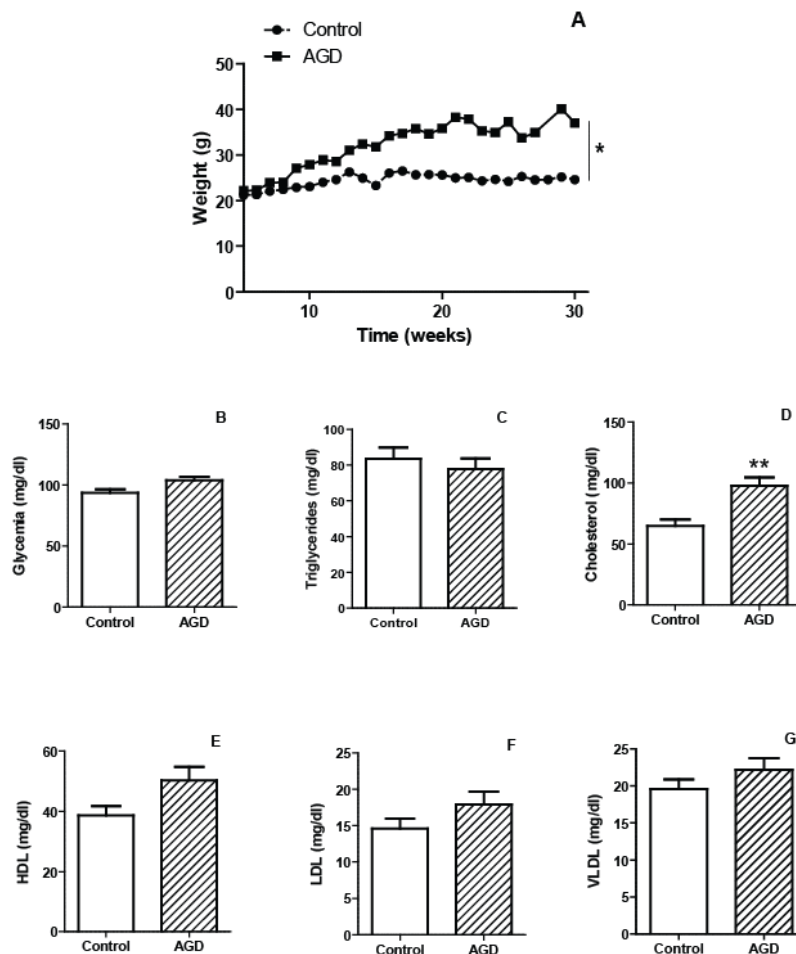 A
Control
AGD
50
40
30
20
10
0
Weight (g)
*
10 20 30
Time (weeks)
B
150
100
50
0
Glycemia (mg/dl)
Control AGD
C
100
80
60
40
20
0
Triglycerides (mg/dl)
Control AGD
D
150
100
50
0
Cholesterol (mg/dl)
**
Control AGD
E
60
40
20
0
HDL (mg/dl)
Control AGD
F
25
20
15
10
5
0
LDL (mg/dl)
Control AGD
G
25
20
15
10
5
0
VLDL (mg/dl)
Control AGD